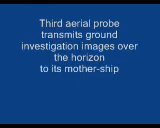 Third aerial probe
transmits ground
investigation images over
the horizon
to its mother-ship